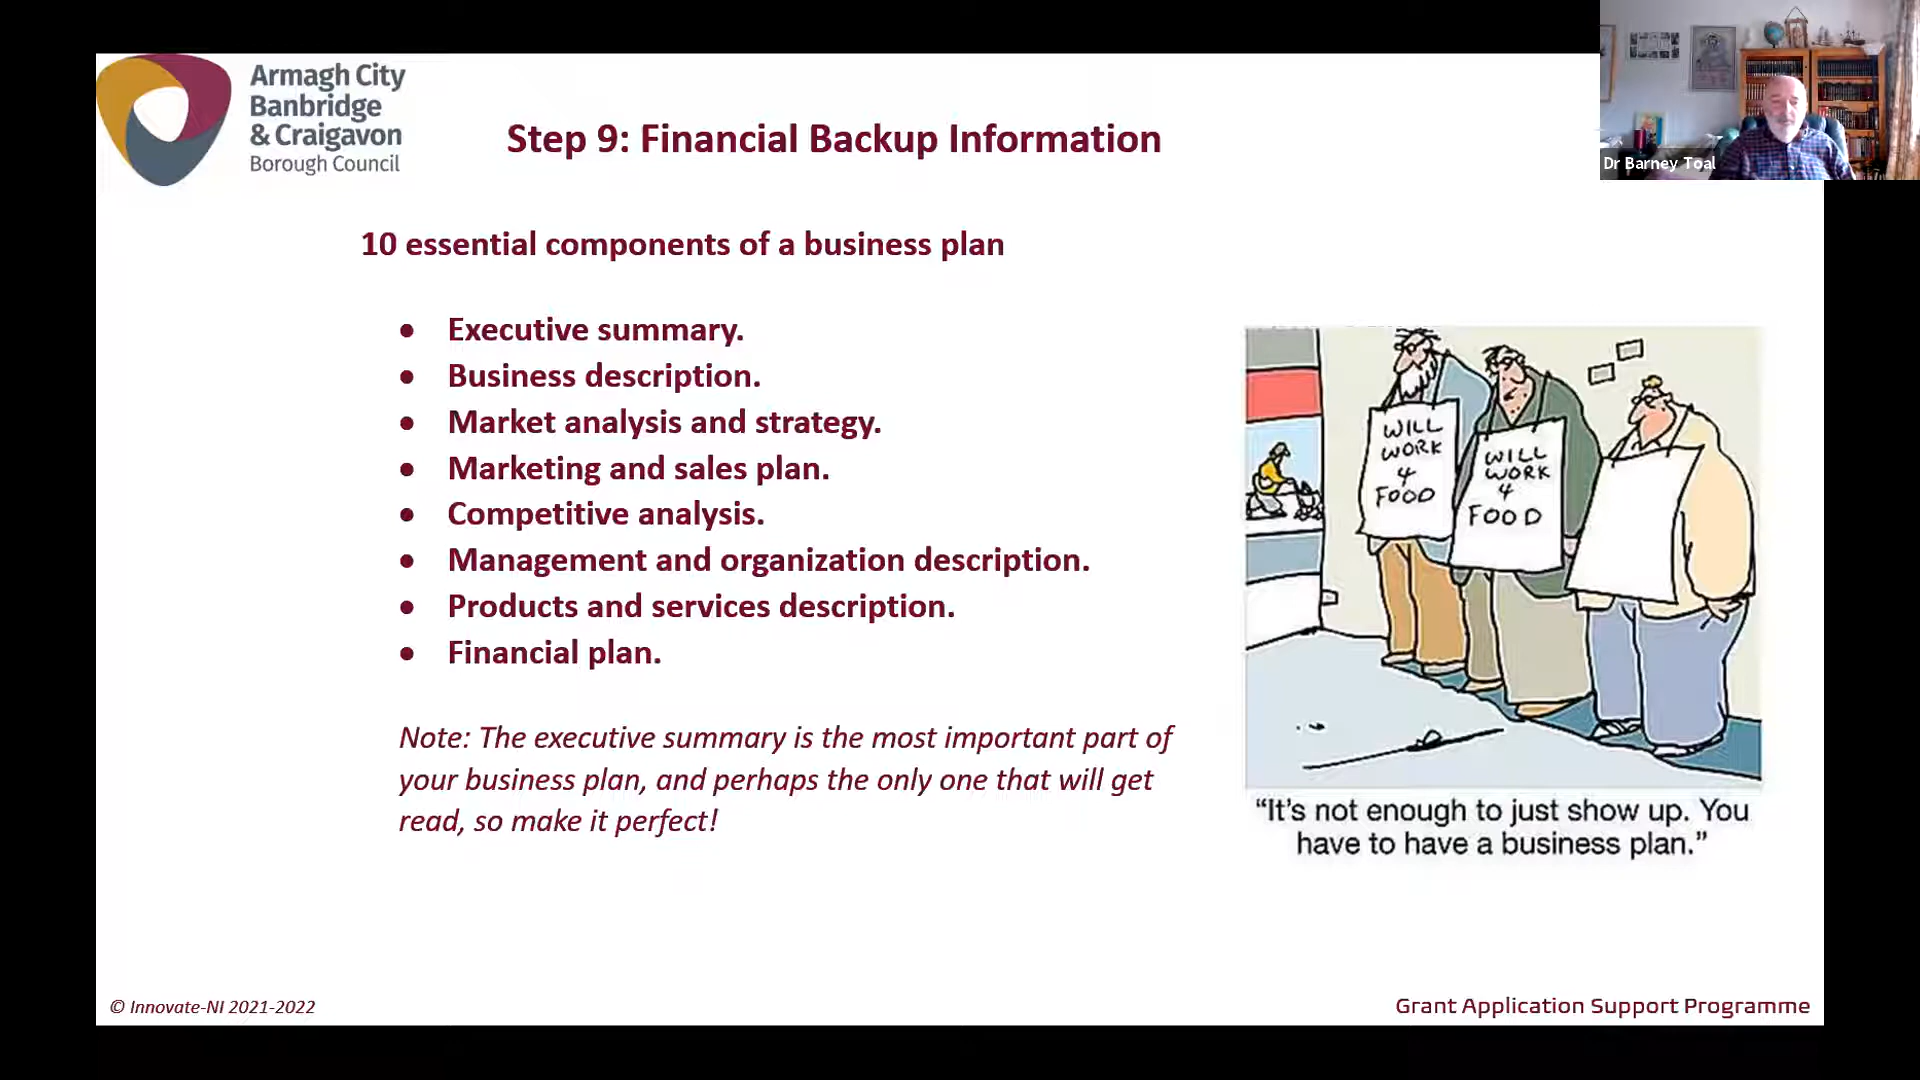 Armagh City
Banbridge
& Craigavon
Borough Council
Step 9: Financial Backup Information
Dr Barney Toal
10 essential components of a business plan
• Executive summary.
• Business description.
• Market analysis and strategy.
• Marketing and sales plan.
• Competitive analysis.
• Management and organization description.
• Products and services description.
• Financial plan.
Note: The executive summary is the most important part of
your business plan, and perhaps the only one that will get
read, so make it perfect!
WILL
WORK
4
FOOD
WILL
WORK
4
FOOD
“It’s not enough to just show up. You
have to have a business plan.”
© Innovate-NI 2021-2022
Grant Application Support Programme